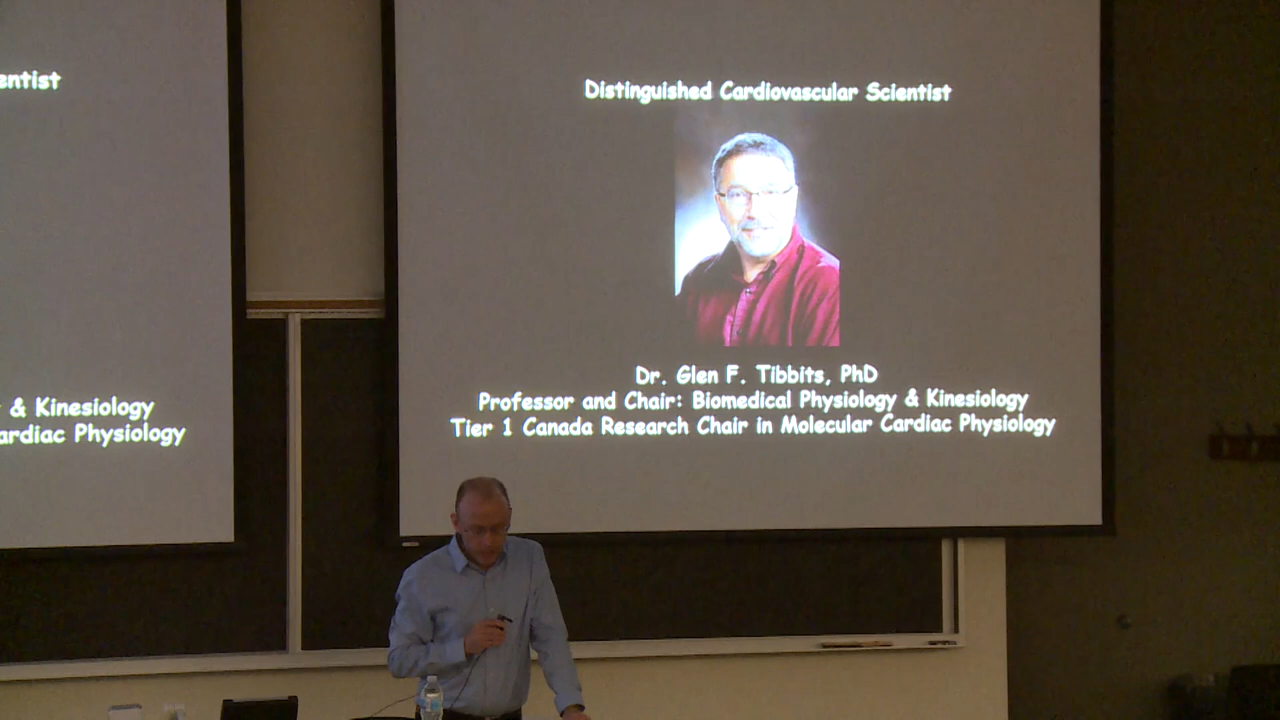 entist
& Kinesiology
ardiac Physiology
Distinguished Cardiovascular Scientist
Dr. Glen F. Tibbits, PhD
Professor and Chair: Biomedical Physiology & Kinesiology
Tier 1 Canada Research Chair in Molecular Cardiac Physiology